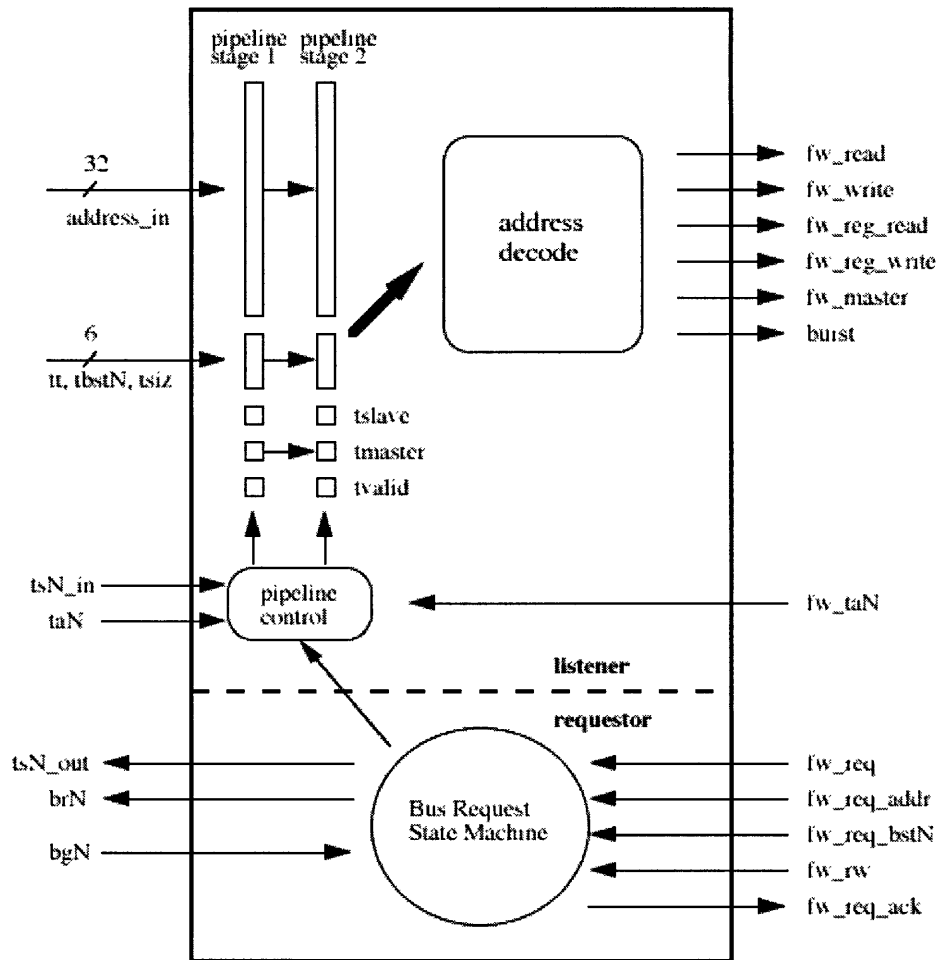 pipeline pipeline
stage 1 stage 2
32
address_in
6
tt, tbstN, tsiz
address
decode
fw_read
fw_write
fw_reg_read
fw_reg_write
fw_master
burst
tslave
tmaster
tvalid
tsN_in
taN
pipeline
control
fw_taN
listener
requestor
tsN_out
brN
bgN
Bus Request
State Machine
fw_req
fw_req_addr
fw_req_bstN
fw_rw
fw_req_ack